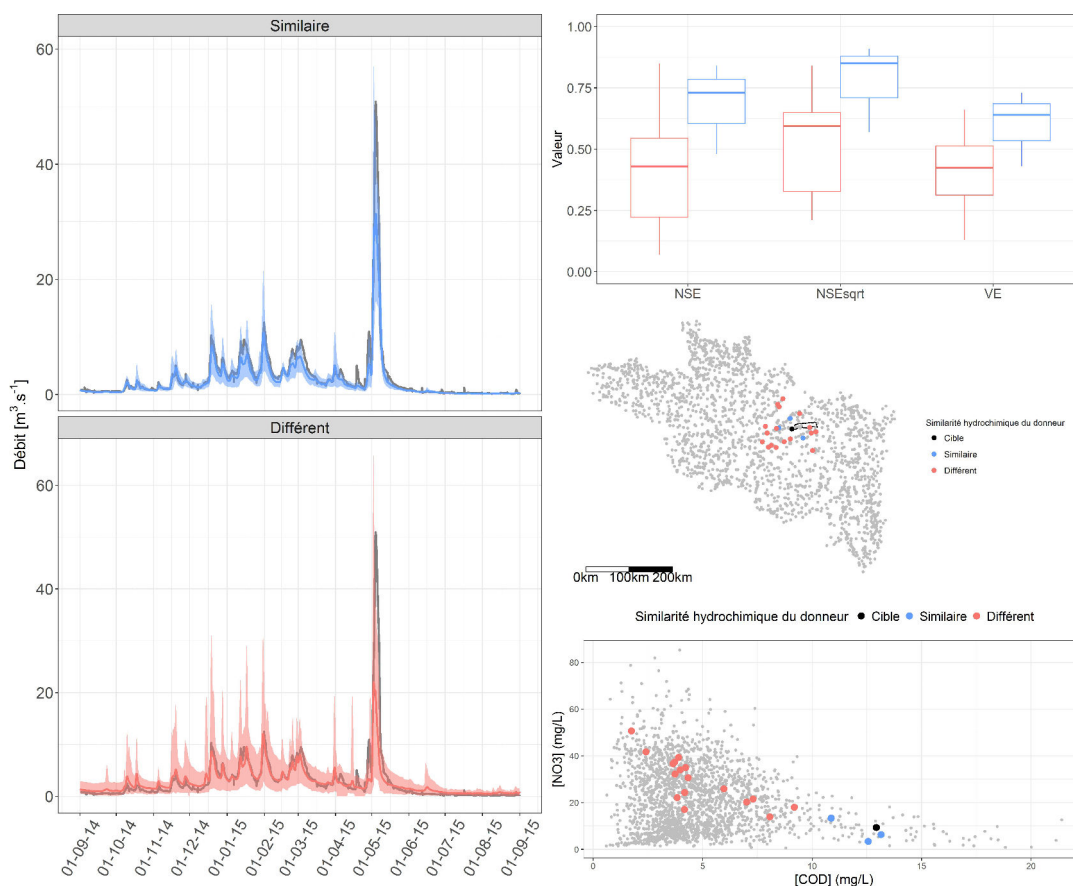 Similaire
60
40
20
0
Différent
60
40
20
0
Débit [m³.s⁻¹]
01-09-14
01-10-14
01-11-14
01-12-14
01-01-15
01-02-15
01-03-15
01-04-15
01-05-15
01-06-15
01-07-15
01-08-15
01-09-15
1.00
0.75
0.50
0.25
0.00
Valeur
NSE NSEsqrt VE
Similarité hydrochimique du donneur
Cible
Similaire
Différent
0km 100km 200km
Similarité hydrochimique du donneur Cible Similaire Différent
80
60
40
20
0
[NO3] (mg/L)
0 5 10 15 20
[COD] (mg/L)